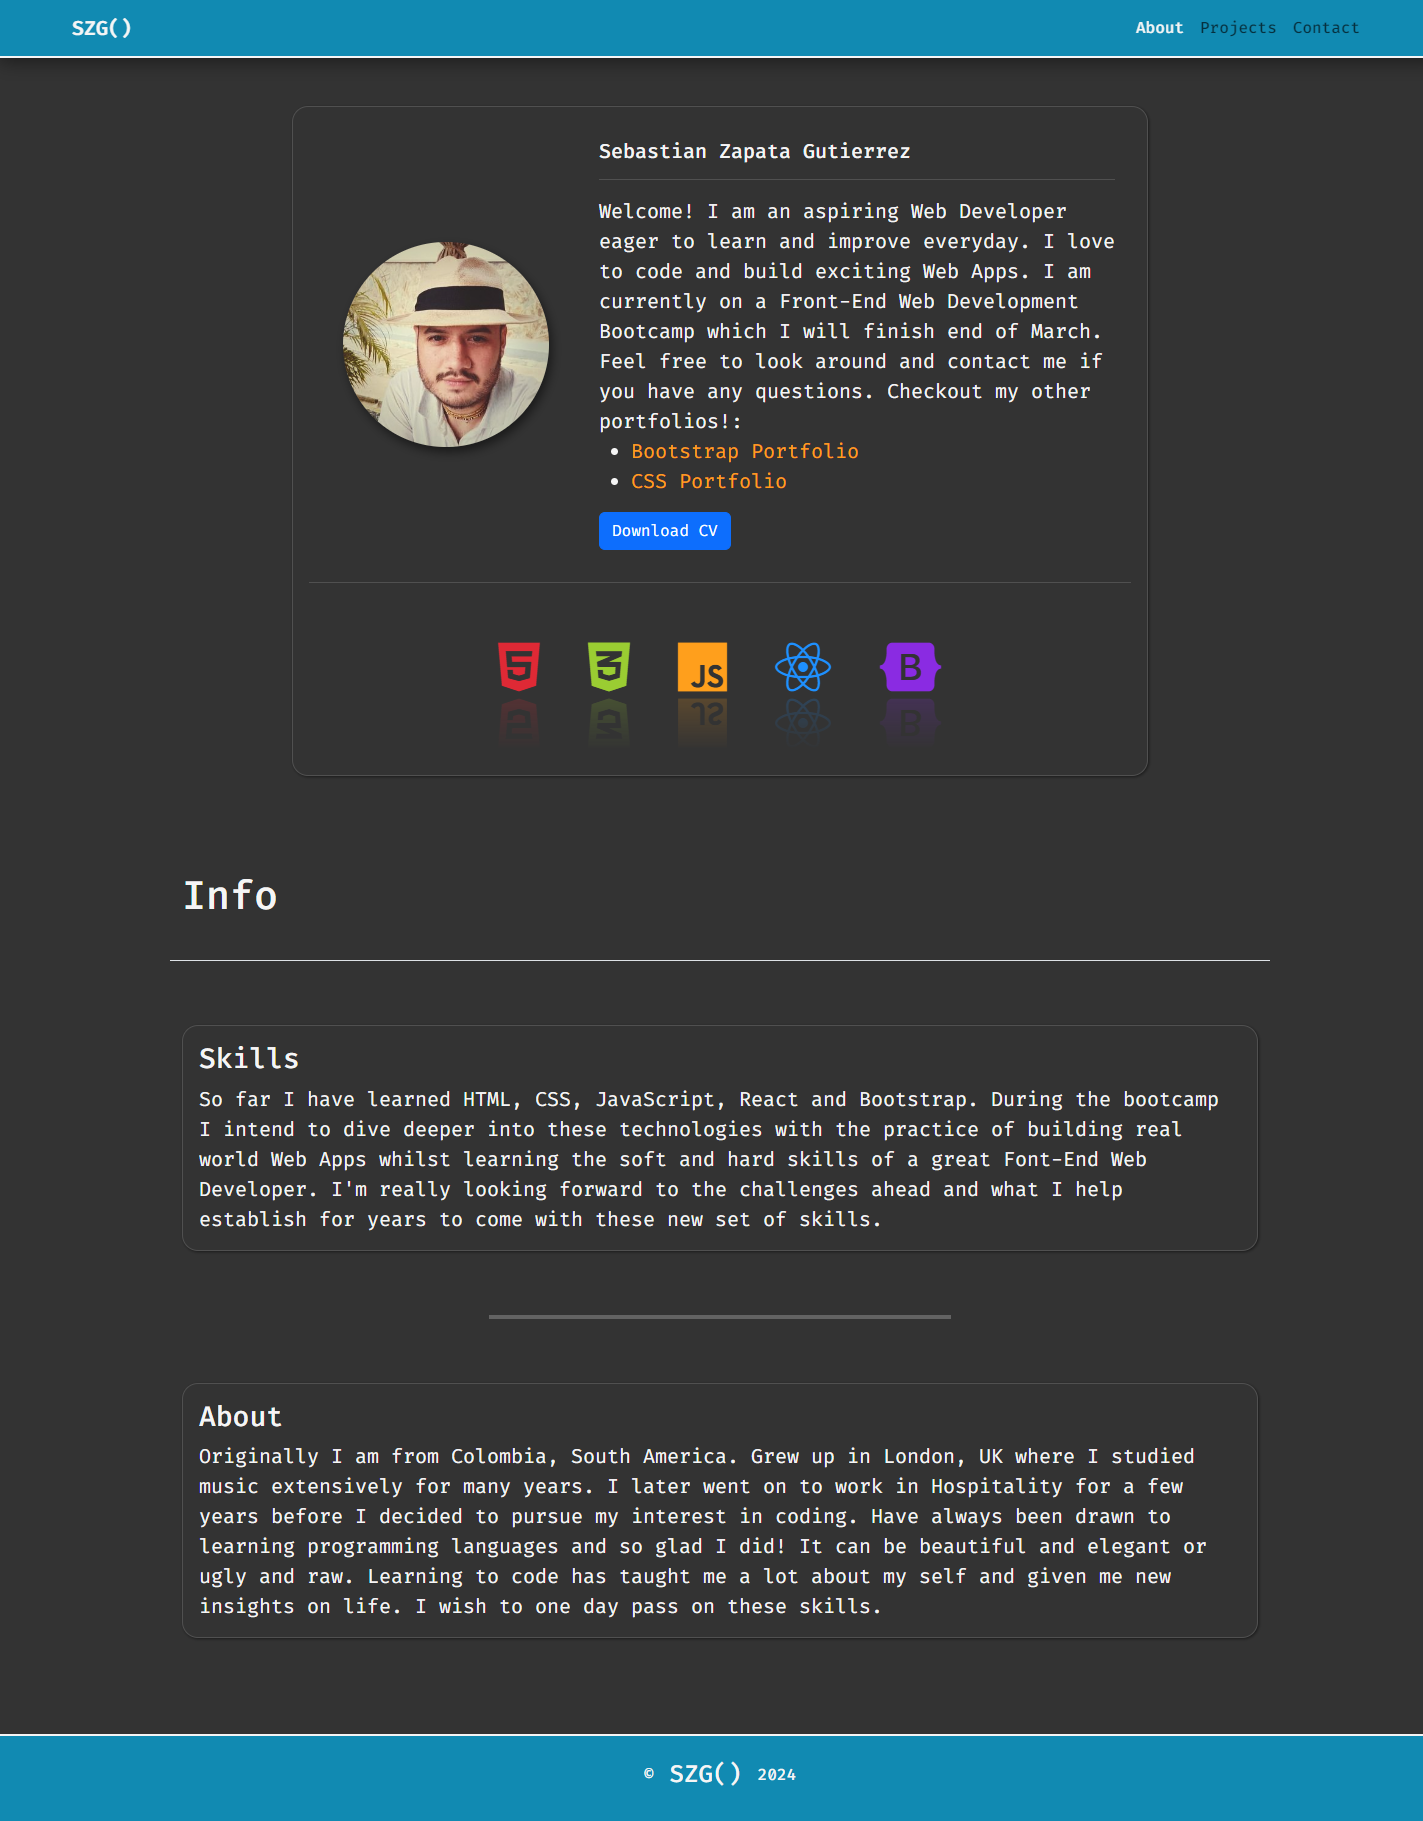 SZG()
About Projects Contact
Sebastian Zapata Gutierrez
Welcome! I am an aspiring Web Developer
eager to learn and improve everyday. I love
to code and build exciting Web Apps. I am
currently on a Front-End Web Development
Bootcamp which I will finish end of March.
Feel free to look around and contact me if
you have any questions. Checkout my other
portfolios!:
• Bootstrap Portfolio
• CSS Portfolio
Download CV
5 3 JS B
Info
Skills
So far I have learned HTML, CSS, JavaScript, React and Bootstrap. During the bootcamp
I intend to dive deeper into these technologies with the practice of building real
world Web Apps whilst learning the soft and hard skills of a great Font-End Web
Developer. I'm really looking forward to the challenges ahead and what I help
establish for years to come with these new set of skills.
About
Originally I am from Colombia, South America. Grew up in London, UK where I studied
music extensively for many years. I later went on to work in Hospitality for a few
years before I decided to pursue my interest in coding. Have always been drawn to
learning programming languages and so glad I did! It can be beautiful and elegant or
ugly and raw. Learning to code has taught me a lot about my self and given me new
insights on life. I wish to one day pass on these skills.
© SZG() 2024